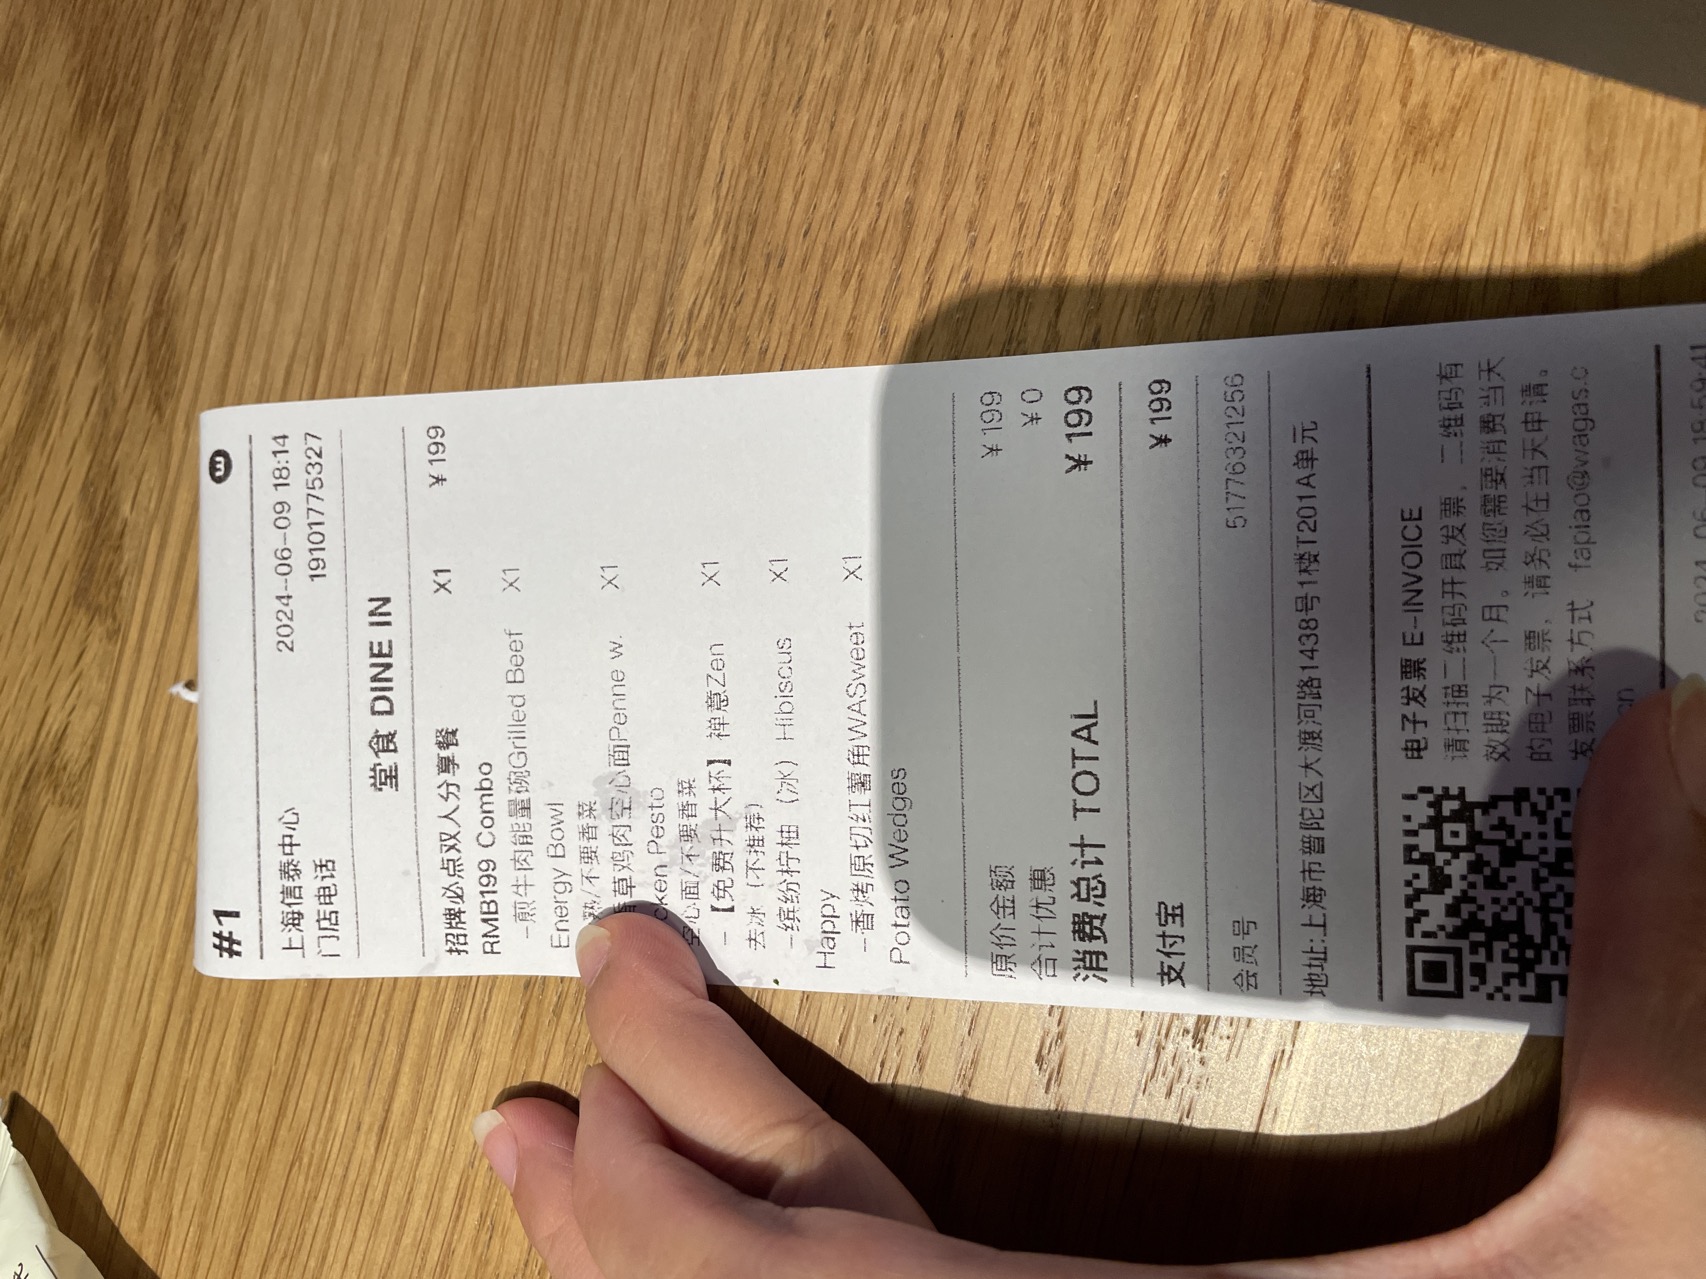 #1
上海信泰中心 2024-06-09 18:14
门店电话 19101775327
堂食 DINE IN
招牌必点双人分享餐 X1 ¥199
RMB199 Combo
-煎牛肉能量碗Grilled Beef X1
Energy Bowl
熟/不要香菜
香草鸡肉空心面Penne w. X1
cken Pesto
空心面/不要香菜
-【免费升大杯】禅意Zen X1
去冰（不推荐）
-缤纷柠柚（冰）Hibiscus X1
Happy
-香烤原切红薯角WASweet X1
Potato Wedges
原价金额 ¥199
合计优惠 ¥0
消费总计 TOTAL ¥199
支付宝 ¥199
会员号 51776321256
地址:上海市普陀区大渡河路1438号1楼T201A单元
电子发票 E-INVOICE
请扫描二维码开具发票，二维码有
效期为一个月。如您需要消费当天
的电子发票，请务必在当天申请。
发票联系方式 fapiao@wagas.c
2024-06-09 18:59:41